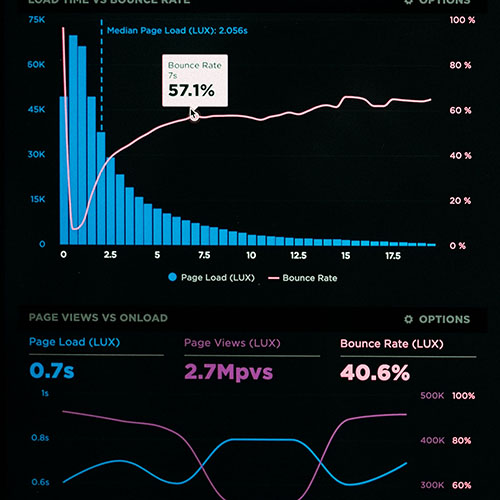 LOAD TIME VS BOUNCE RATE
OPTIONS
75K
100 %
Median Page Load (LUX): 2.056s
60K
80 %
Bounce Rate
7s
57.1%
45K
60 %
30K
40 %
15K
20 %
0
0 %
0 2.5 5 7.5 10 12.5 15 17.5
Page Load (LUX) Bounce Rate
PAGE VIEWS VS ONLOAD
OPTIONS
Page Load (LUX) Page Views (LUX) Bounce Rate (LUX)
0.7s 2.7Mpvs 40.6%
1s 500K 100%
0.8s 400K 80%
0.6s 300K 60%